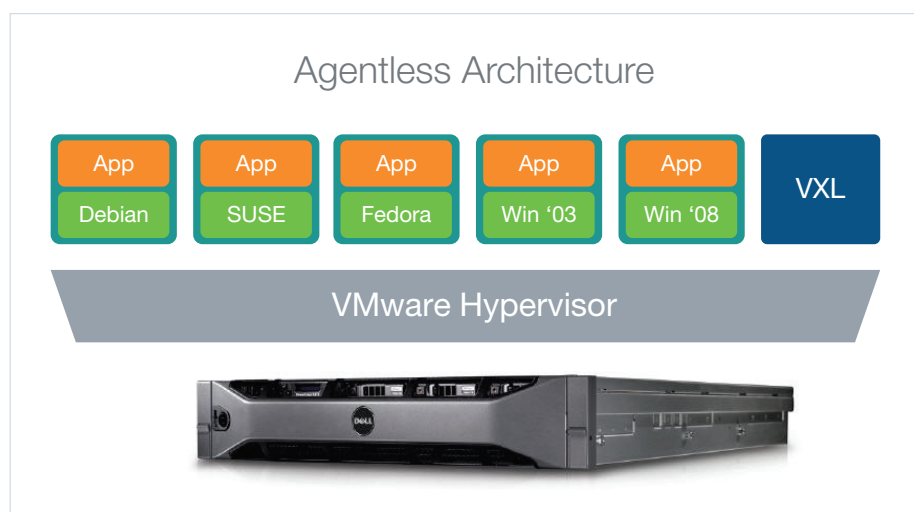 Agentless Architecture
App App App App App VXL
Debian SUSE Fedora Win ‘03 Win ‘08
VMware Hypervisor
DELL